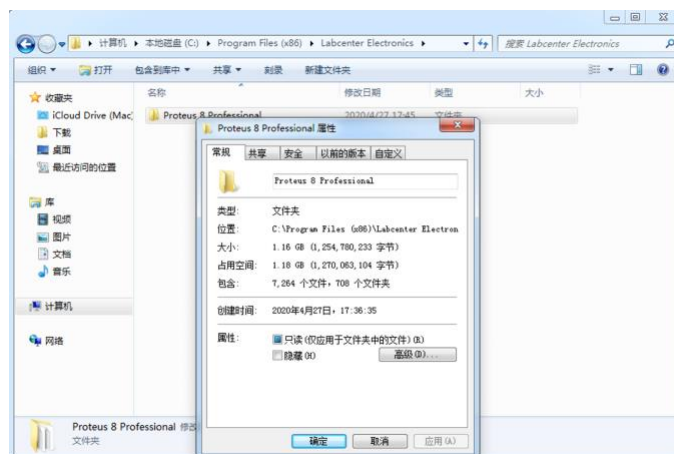 计算机 ▸ 本地磁盘 (C:) ▸ Program Files (x86) ▸ Labcenter Electronics ▸
搜索 Labcenter Electronics
组织 打开 包含到库中 共享 刻录 新建文件夹
名称 修改日期 类型 大小
收藏夹
iCloud Drive (Mac
下载
桌面
最近访问的位置
库
视频
图片
文档
音乐
计算机
网络
Proteus 8 Professional 2020/4/27 17:45 文件夹
Proteus 8 Professional 属性
常规 共享 安全 以前的版本 自定义
Proteus 8 Professional
类型: 文件夹
位置: C:\Program Files (x86)\Labcenter Electron
大小: 1.16 GB (1,254,780,233 字节)
占用空间: 1.18 GB (1,270,063,104 字节)
包含: 7,264 个文件，708 个文件夹
创建时间: 2020年4月27日，17:36:35
属性: 只读(仅应用于文件夹中的文件)(R)
隐藏(H) 高级(D)...
确定 取消 应用(A)
Proteus 8 Professional 修改
文件夹